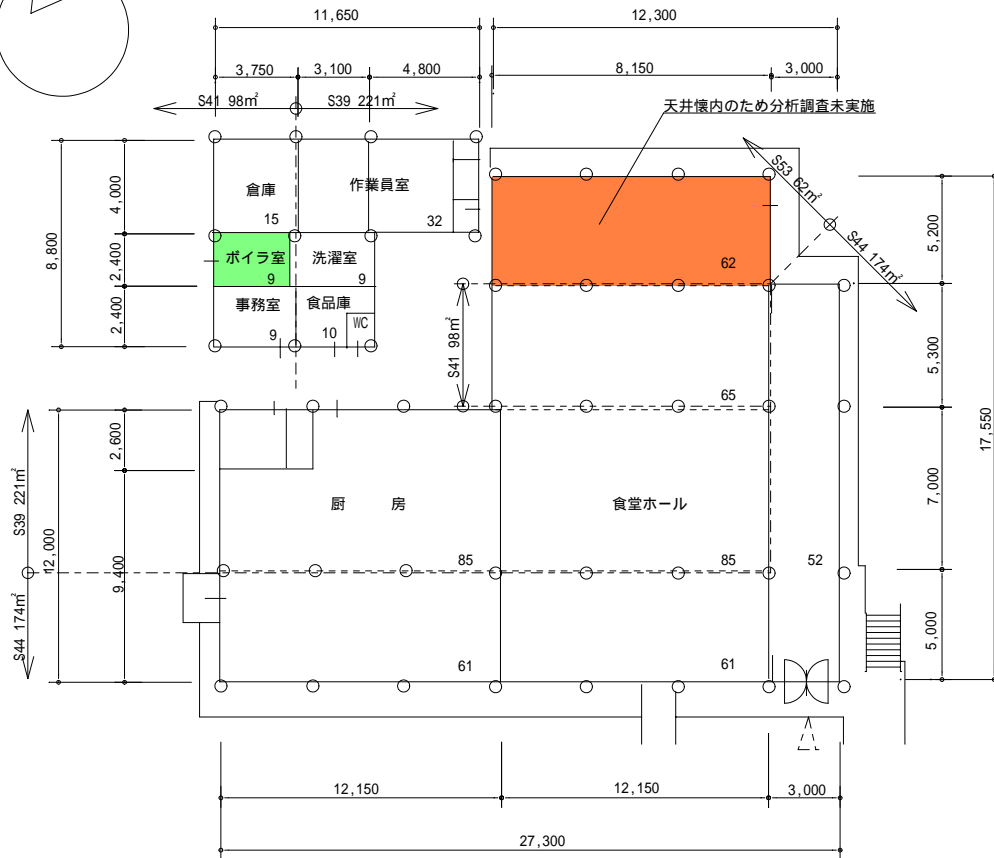 11,650
12,300
3,750
3,100
4,800
8,150
3,000
S41 98㎡
S39 221㎡
天井懐内のため分析調査未実施
S53 62㎡
S44 174㎡
4,000
8,800
2,400
2,400
倉庫
15
作業員室
32
ボイラ室
9
洗濯室
9
事務室
9
食品庫
10
WC
62
5,200
S41 98㎡
65
5,300
17,550
2,600
12,000
9,400
S39 221㎡
S44 174㎡
厨 房
85
食堂ホール
85
52
7,000
61
61
5,000
12,150
12,150
3,000
27,300